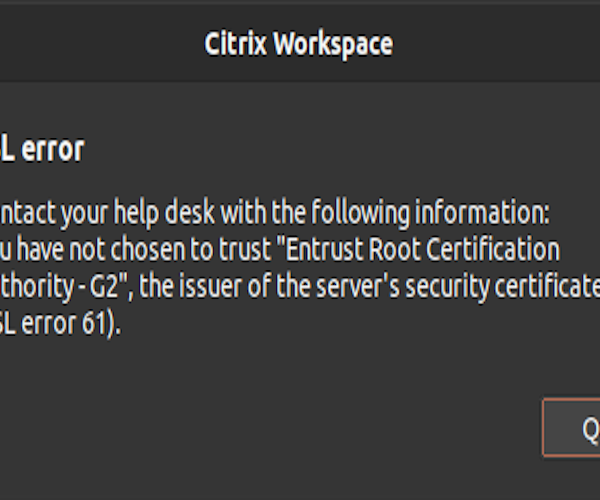 Citrix Workspace
L error
ntact your help desk with the following information:
u have not chosen to trust "Entrust Root Certification
thority - G2", the issuer of the server's security certificate
SL error 61).
Q